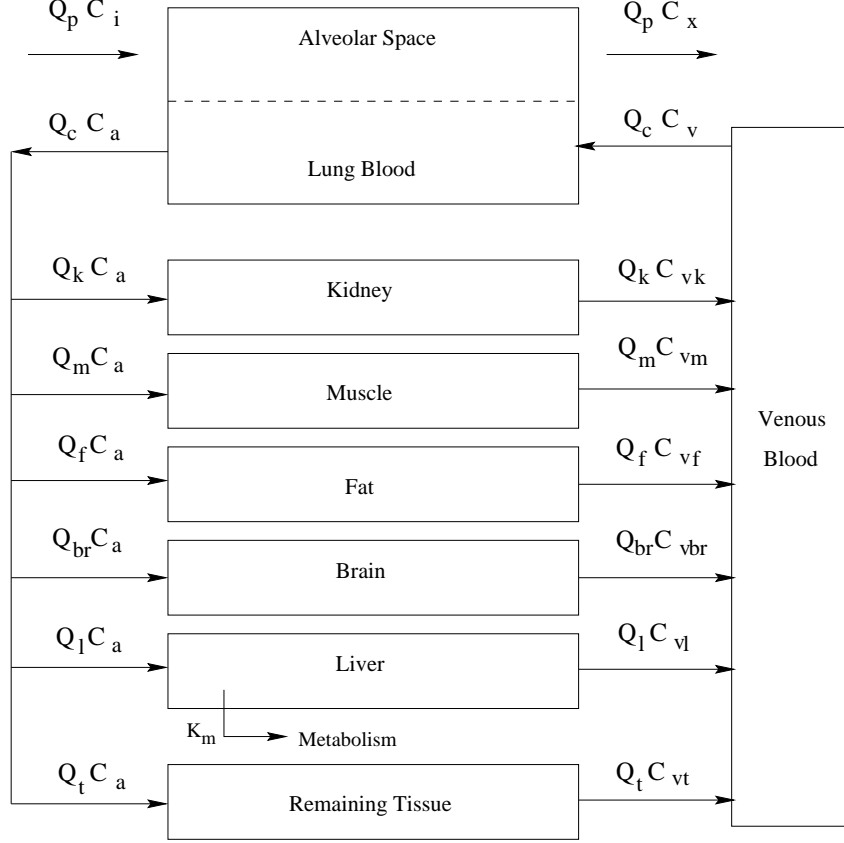 Q_p C_i
Alveolar Space
Q_p C_x
Q_c C_a
Lung Blood
Q_c C_v
Q_k C_a
Kidney
Q_k C_vk
Q_m C_a
Muscle
Q_m C_vm
Venous
Blood
Q_f C_a
Fat
Q_f C_vf
Q_br C_a
Brain
Q_br C_vbr
Q_l C_a
Liver
Q_l C_vl
K_m
Metabolism
Q_t C_a
Remaining Tissue
Q_t C_vt